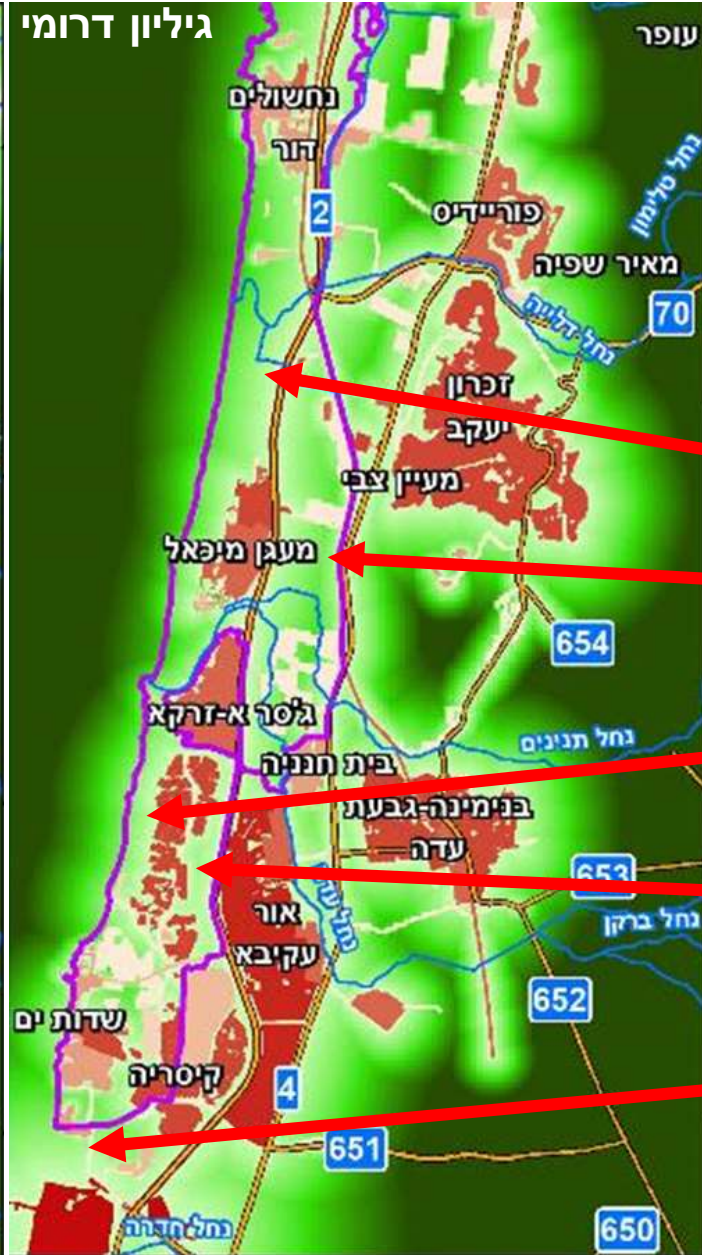 גיליון דרומי
עופר
נחשולים
דור
נחל טלימון
2
פוריידיס
מאיר שפיה
70
נחל דלייה
זכרון
יעקב
מעיין צבי
מעגן מיכאל
654
ג'סר א-זרקא
נחל תנינים
בית חנניה
בנימינה-גבעת
עדה
653
אור
עקיבא
נחל עדה
נחל ברקן
652
שדות ים
קיסריה
4
651
650
נחל חדרה